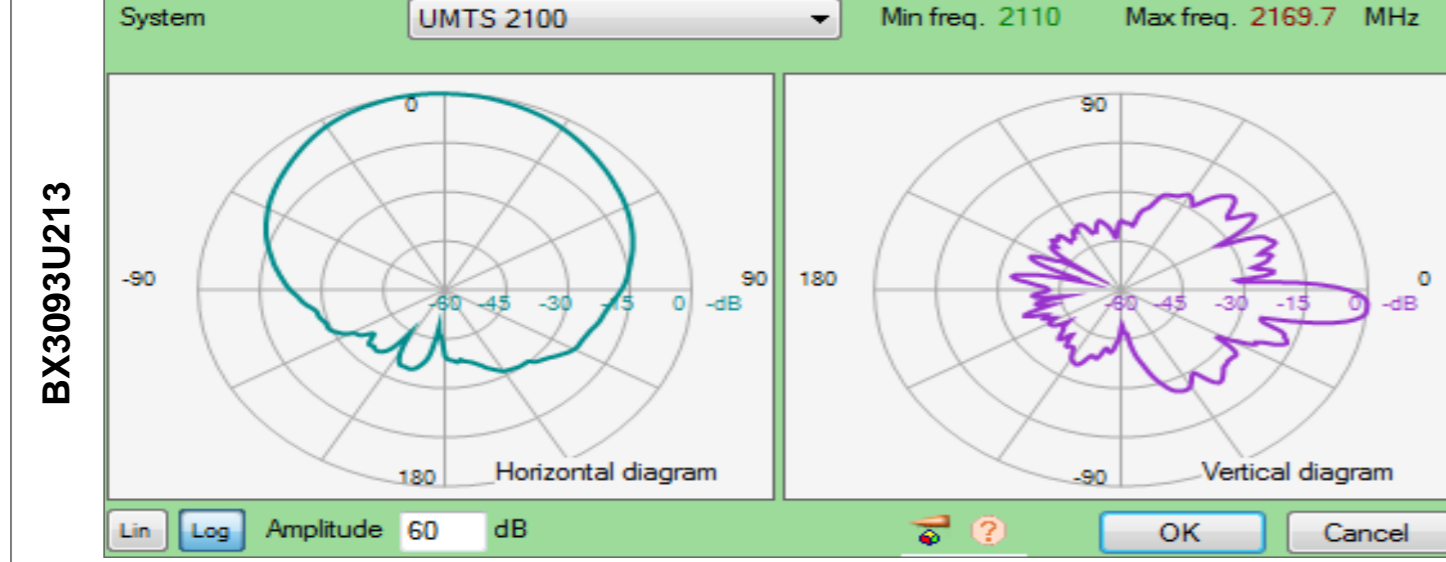 BX3093U213
System UMTS 2100 Min freq. 2110 Max freq. 2169.7 MHz
0
-90 90
-60 -45 -30 -15 0 -dB
180 Horizontal diagram
90
180 0
-60 -45 -30 -15 0 -dB
-90 Vertical diagram
Lin Log Amplitude 60 dB ? OK Cancel